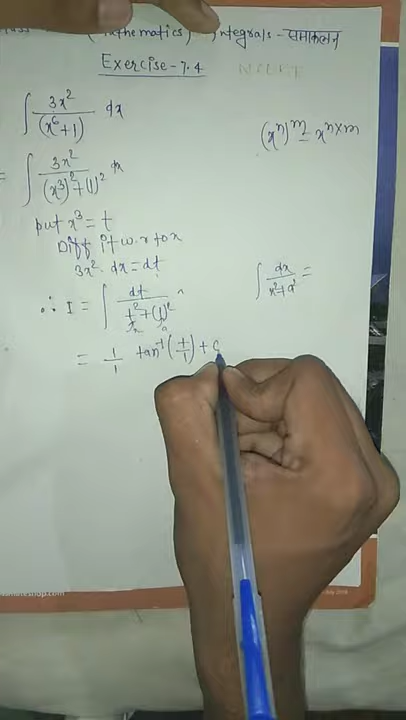 (Mathematics) Integrals - समाकलन
Exercise-7.4
NCERT
∫ 3x²/(x⁶+1) dx
(xⁿ)ᵐ = xⁿˣᵐ
= ∫ 3x²/((x³)²+(1)²) dx
put x³ = t
Diff it w.r to x
3x². dx = dt
∴ I = ∫ dt/(t²+(1)²)
∫ dx/(x²+a²) =
= 1/1 tan⁻¹(t/1) + C